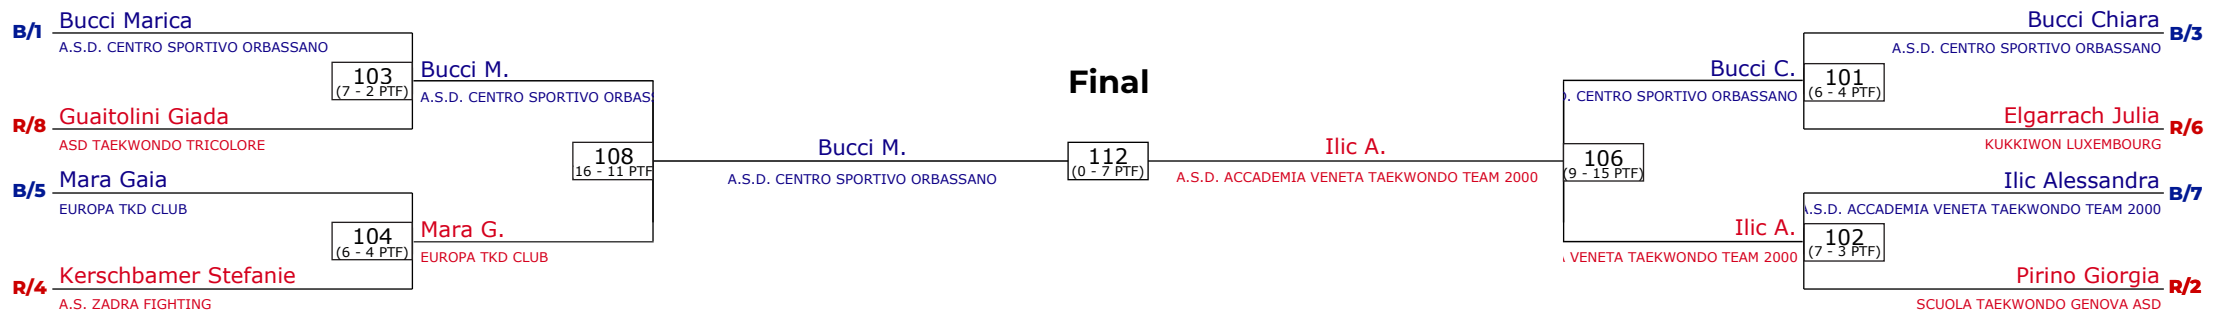 Bucci Marica
B/1
A.S.D. CENTRO SPORTIVO ORBASSANO
103
(7 - 2 PTF)
Guaitolini Giada
R/8
ASD TAEKWONDO TRICOLORE
Bucci M.
A.S.D. CENTRO SPORTIVO ORBAS
Mara Gaia
B/5
EUROPA TKD CLUB
104
(6 - 4 PTF)
Kerschbamer Stefanie
R/4
A.S. ZADRA FIGHTING
Mara G.
EUROPA TKD CLUB
108
16 - 11 PTF
Bucci M.
A.S.D. CENTRO SPORTIVO ORBASSANO
Final
112
(0 - 7 PTF)
Ilic A.
A.S.D. ACCADEMIA VENETA TAEKWONDO TEAM 2000
106
(9 - 15 PTF)
Bucci C.
. CENTRO SPORTIVO ORBASSANO
Ilic A.
VENETA TAEKWONDO TEAM 2000
Bucci Chiara
B/3
A.S.D. CENTRO SPORTIVO ORBASSANO
101
(6 - 4 PTF)
Elgarrach Julia
R/6
KUKKIWON LUXEMBOURG
Ilic Alessandra
B/7
.S.D. ACCADEMIA VENETA TAEKWONDO TEAM 2000
102
(7 - 3 PTF)
Pirino Giorgia
R/2
SCUOLA TAEKWONDO GENOVA ASD